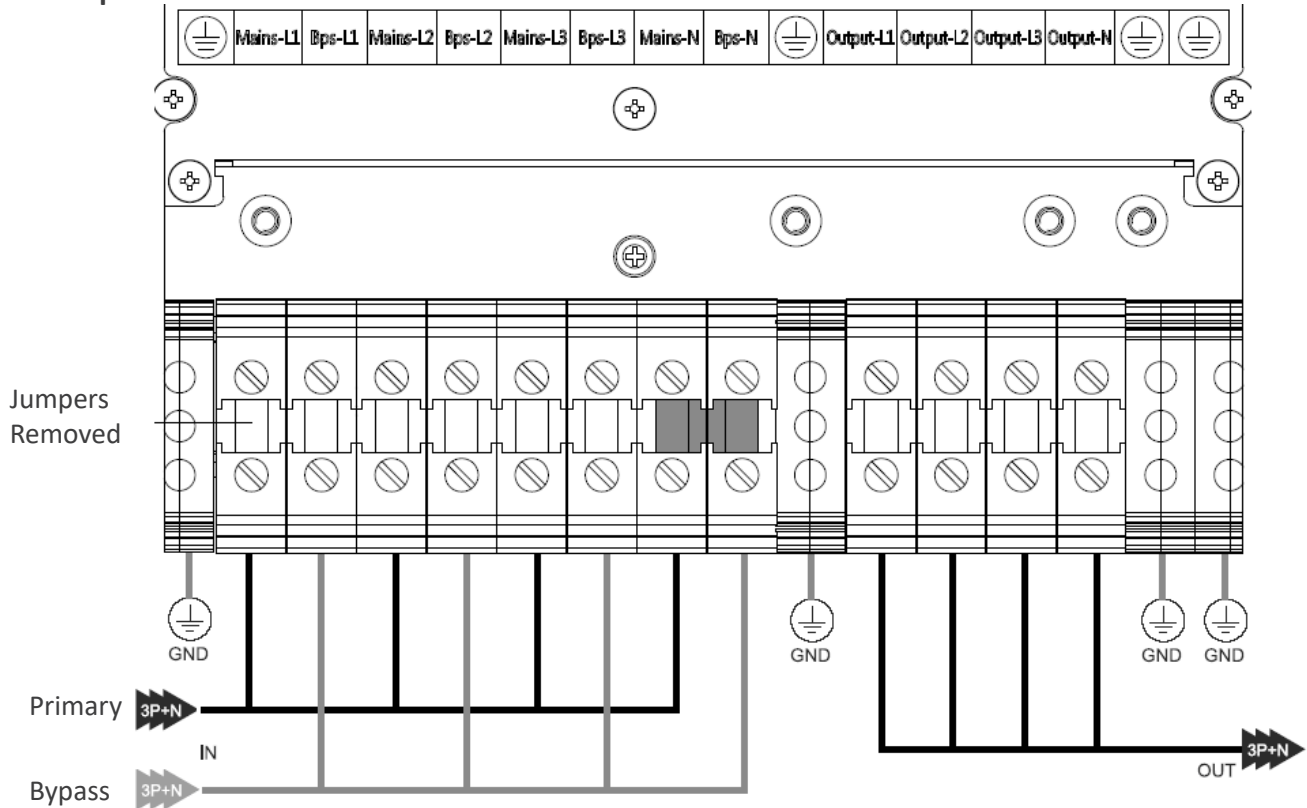 Mains-L1 Bps-L1 Mains-L2 Bps-L2 Mains-L3 Bps-L3 Mains-N Bps-N Output-L1 Output-L2 Output-L3 Output-N
Jumpers
Removed
GND GND GND GND
Primary 3P+N
IN
OUT 3P+N
Bypass 3P+N